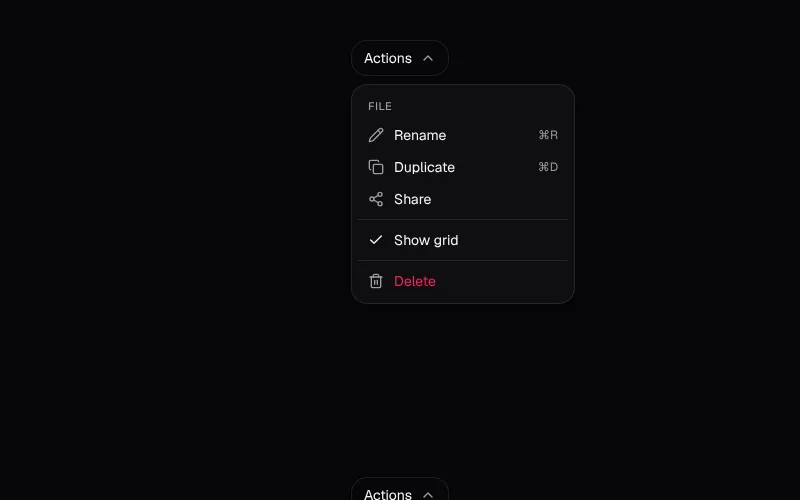 Actions
FILE
Rename ⌘R
Duplicate ⌘D
Share
Show grid
Delete
Actions